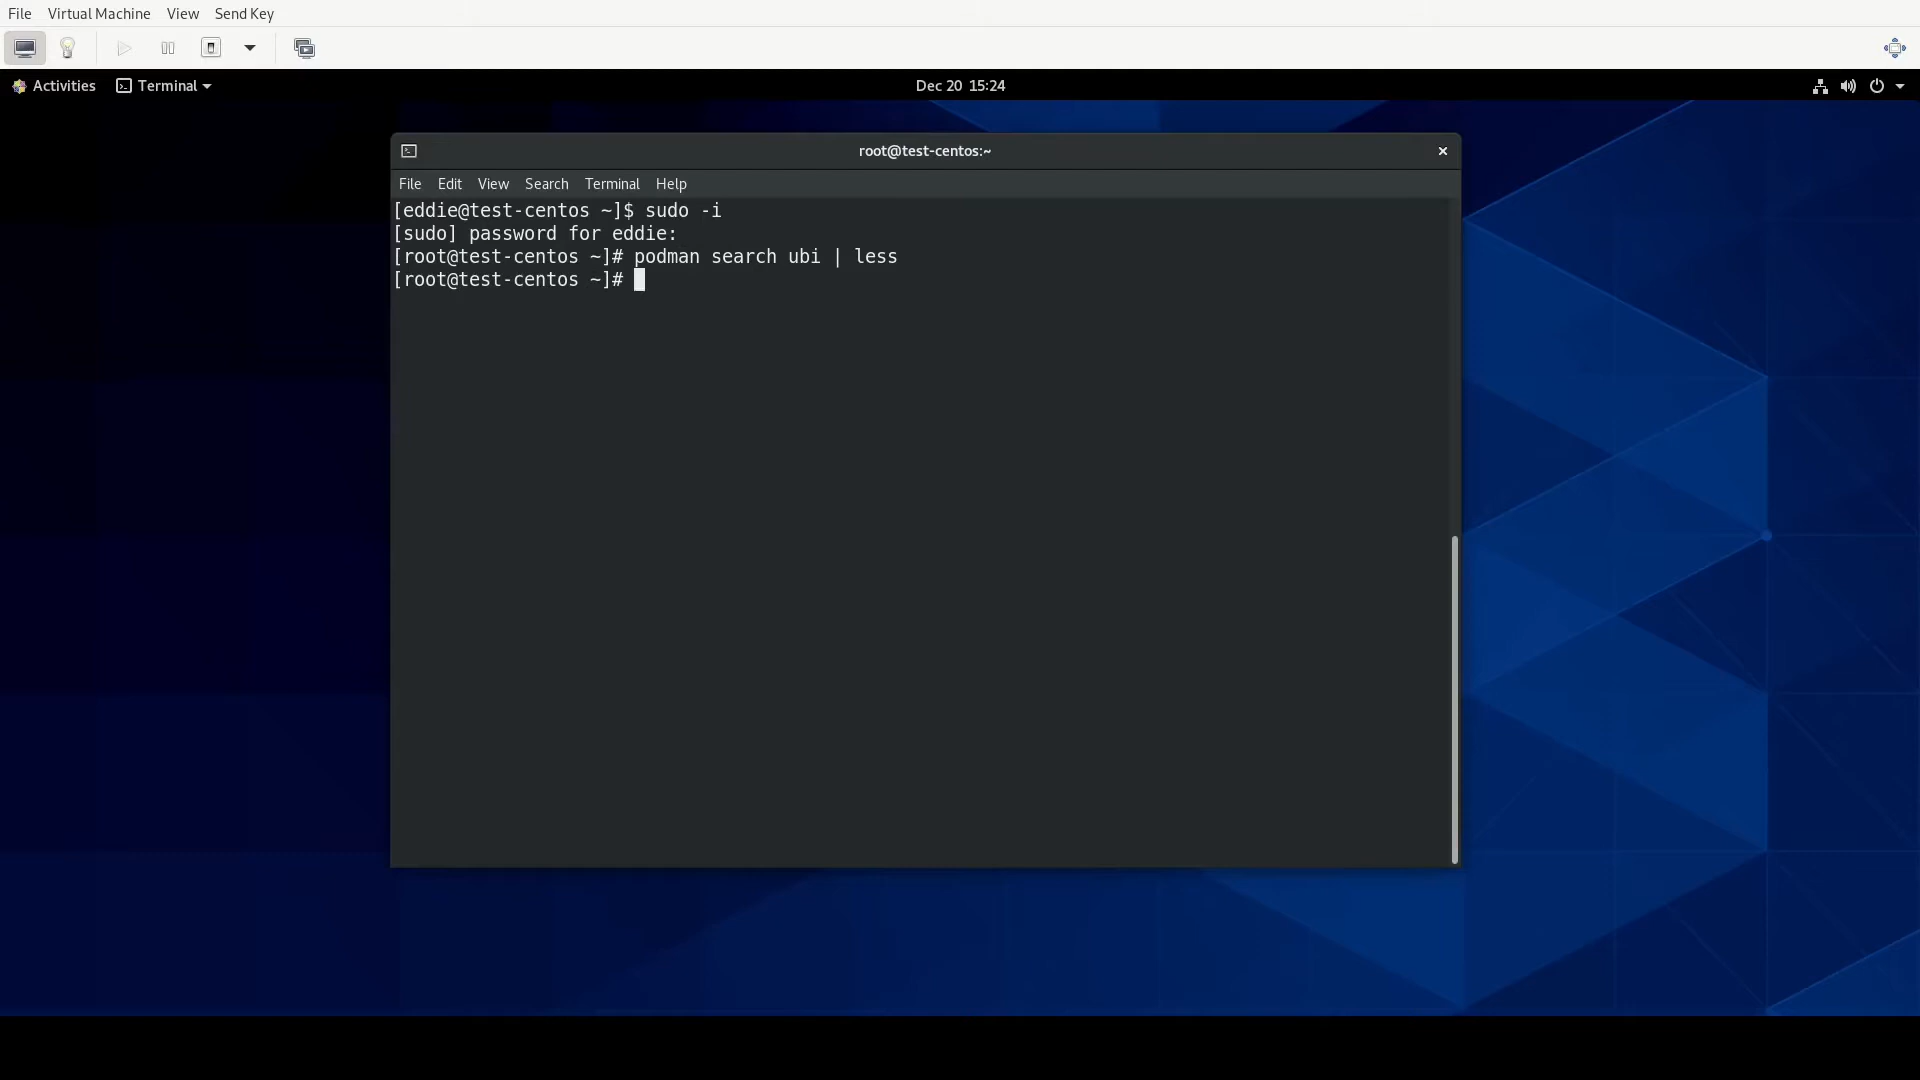 File Virtual Machine View Send Key
Activities Terminal Dec 20 15:24
root@test-centos:~
File Edit View Search Terminal Help
[eddie@test-centos ~]$ sudo -i
[sudo] password for eddie:
[root@test-centos ~]# podman search ubi | less
[root@test-centos ~]#